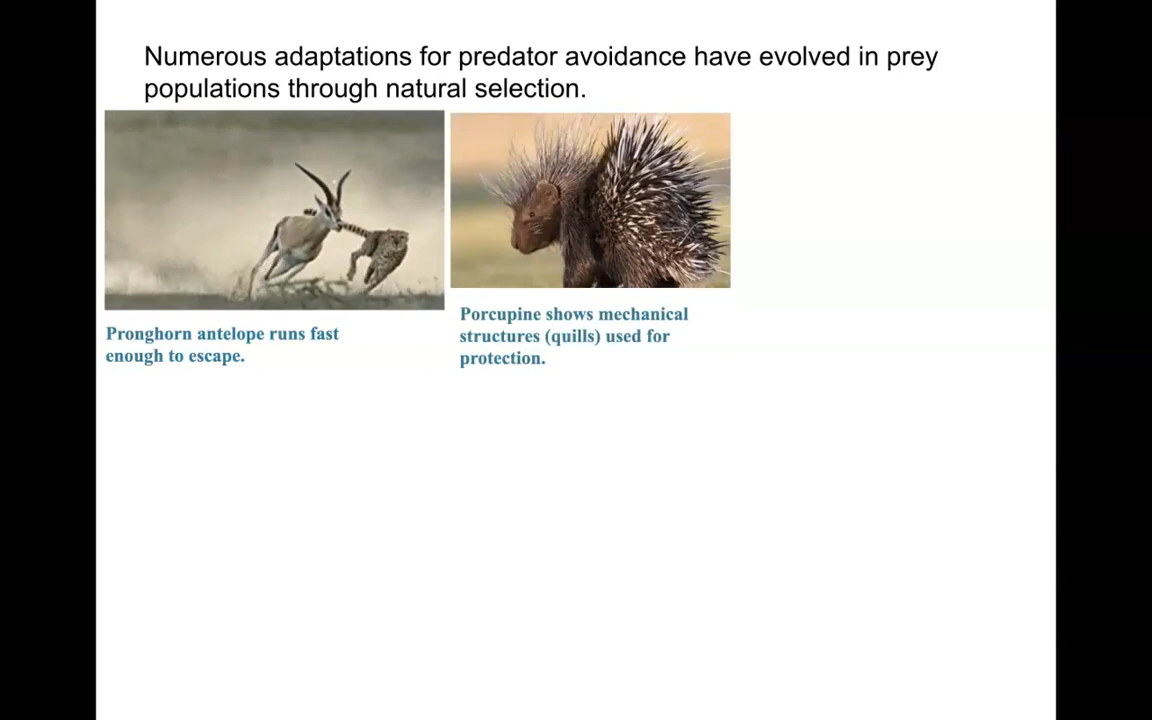 Numerous adaptations for predator avoidance have evolved in prey
populations through natural selection.
Pronghorn antelope runs fast
enough to escape.
Porcupine shows mechanical
structures (quills) used for
protection.